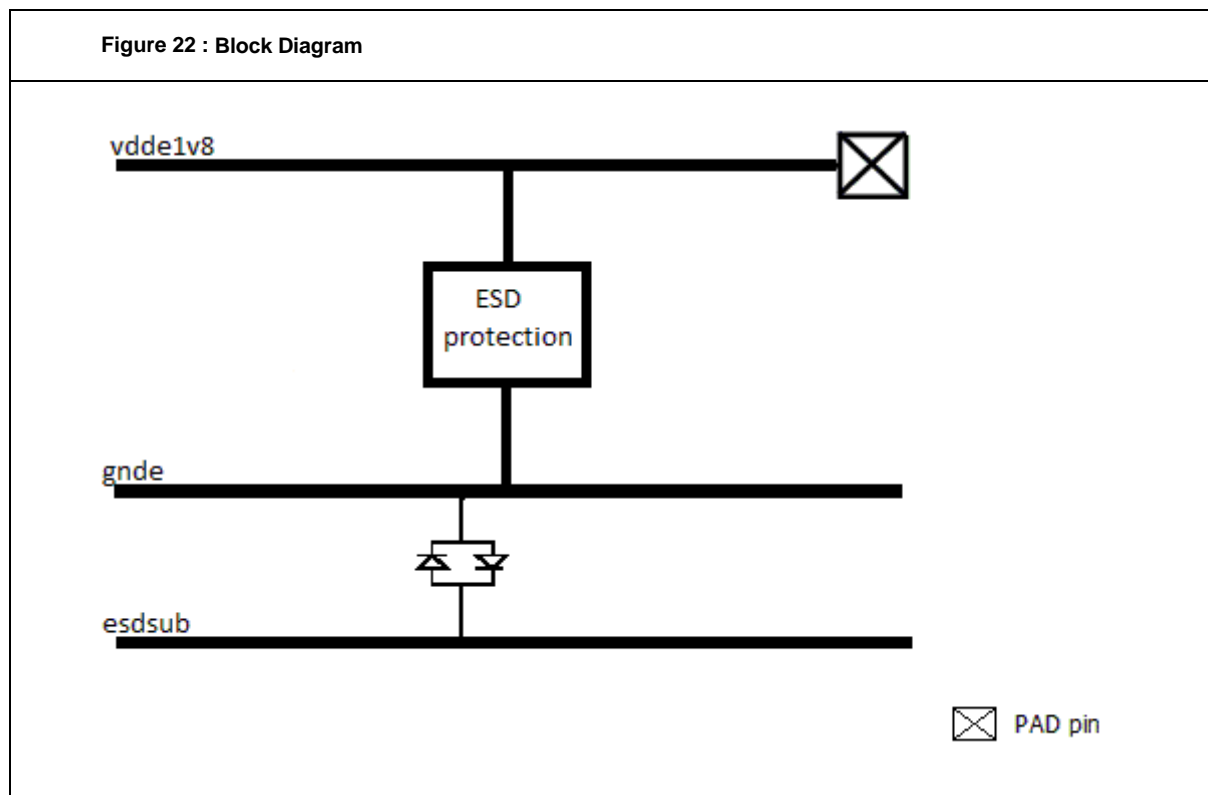 Figure 22 : Block Diagram
vdde1v8
ESD
protection
gnde
esdsub
PAD pin